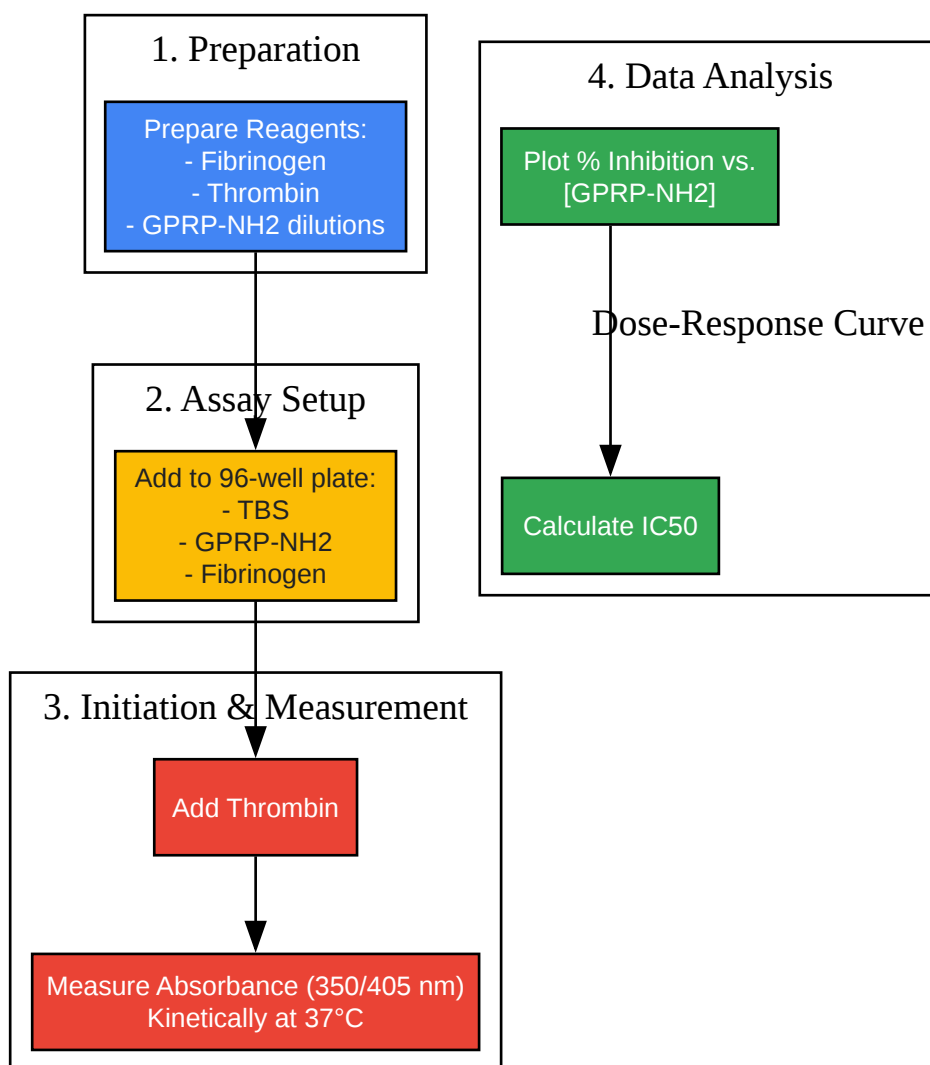 1. Preparation
Prepare Reagents:
- Fibrinogen
- Thrombin
- GPRP-NH2 dilutions
2. Assay Setup
Add to 96-well plate:
- TBS
- GPRP-NH2
- Fibrinogen
3. Initiation & Measurement
Add Thrombin
Measure Absorbance (350/405 nm)
Kinetically at 37°C
4. Data Analysis
Plot % Inhibition vs.
[GPRP-NH2]
Dose-Response Curve
Calculate IC50